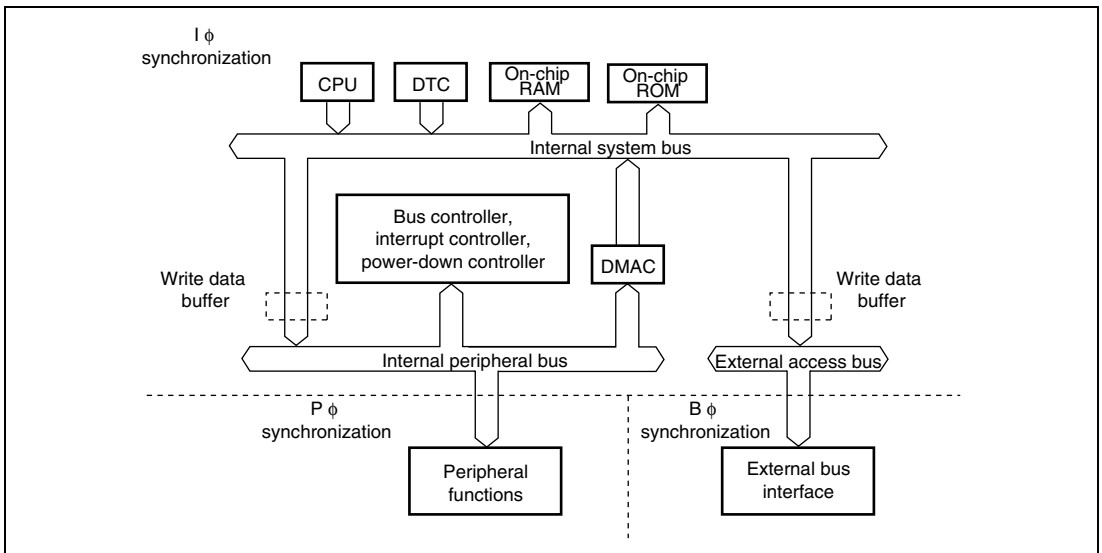 I ϕ
synchronization
CPU
DTC
On-chip
RAM
On-chip
ROM
Internal system bus
Bus controller,
interrupt controller,
power-down controller
DMAC
Write data
buffer
Write data
buffer
Internal peripheral bus
External access bus
P ϕ
synchronization
B ϕ
synchronization
Peripheral
functions
External bus
interface